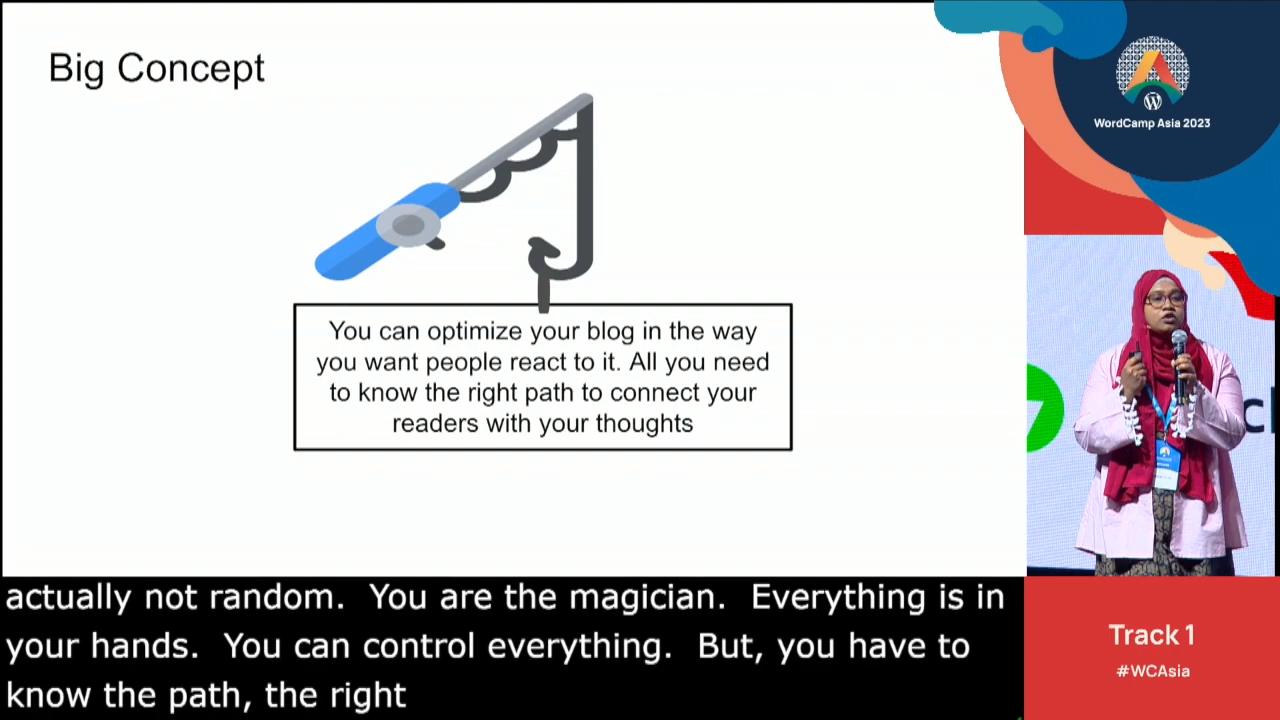 Big Concept
You can optimize your blog in the way
you want people react to it. All you need
to know the right path to connect your
readers with your thoughts
WordCamp Asia 2023
actually not random.  You are the magician.  Everything is in
your hands.  You can control everything.  But, you have to
know the path, the right
Track 1
#WCAsia